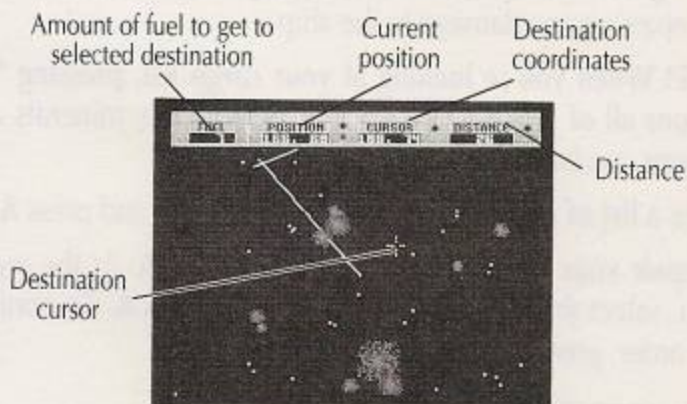 Amount of fuel to get to
selected destination
Current
position
Destination
coordinates
FUEL POSITION CURSOR DISTANCE
Distance
Destination
cursor